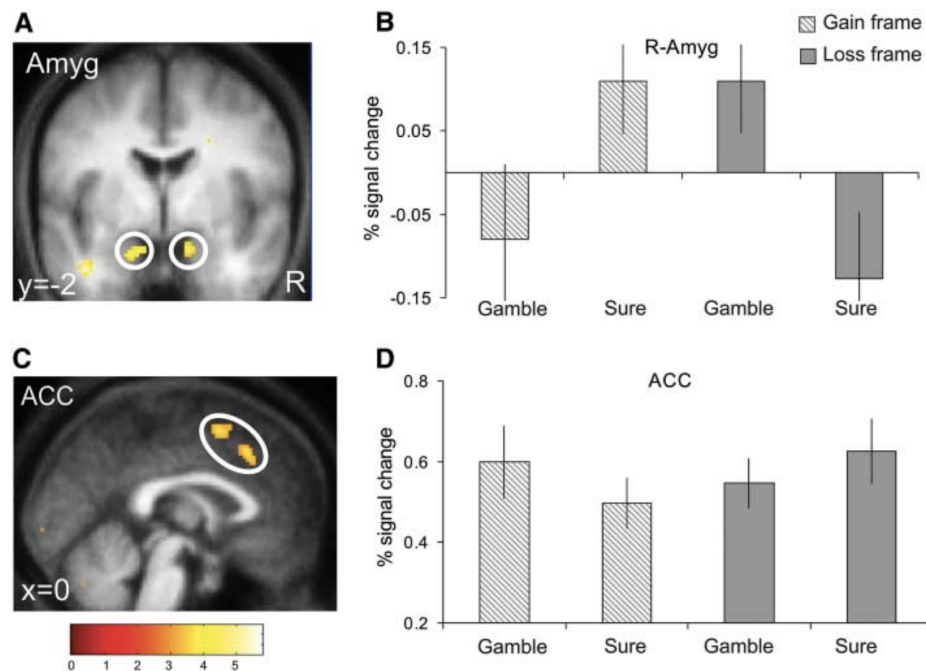 A
Amyg
y=-2
R
B
Gain frame
Loss frame
R-Amyg
% signal change
0.15
0.05
-0.05
-0.15
Gamble Sure Gamble Sure
C
ACC
x=0
0 1 2 3 4 5
D
ACC
% signal change
0.8
0.6
0.4
0.2
Gamble Sure Gamble Sure